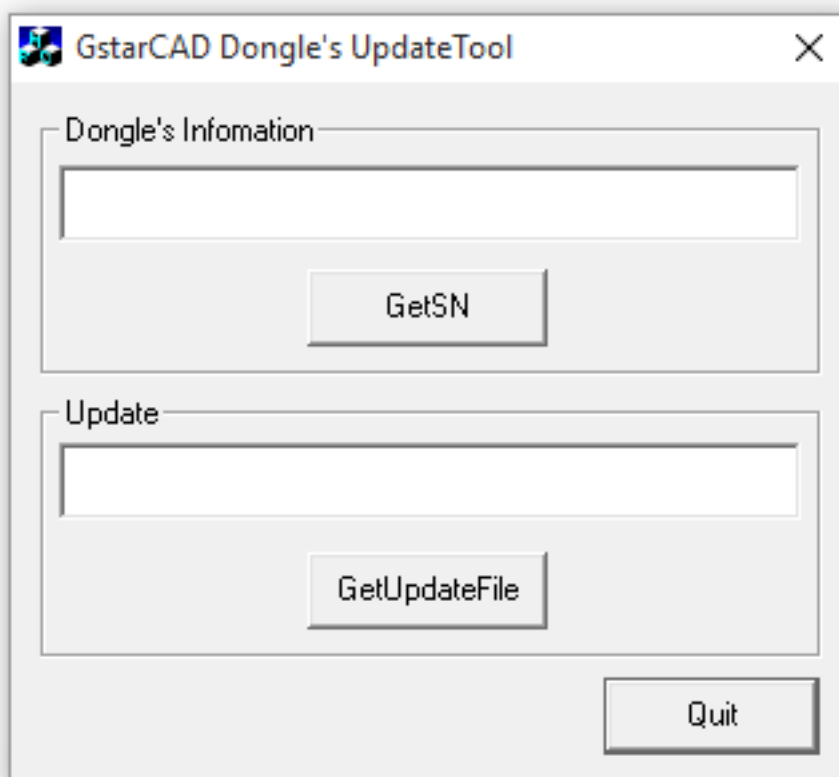 GstarCAD Dongle's UpdateTool
Dongle's Infomation
GetSN
Update
GetUpdateFile
Quit